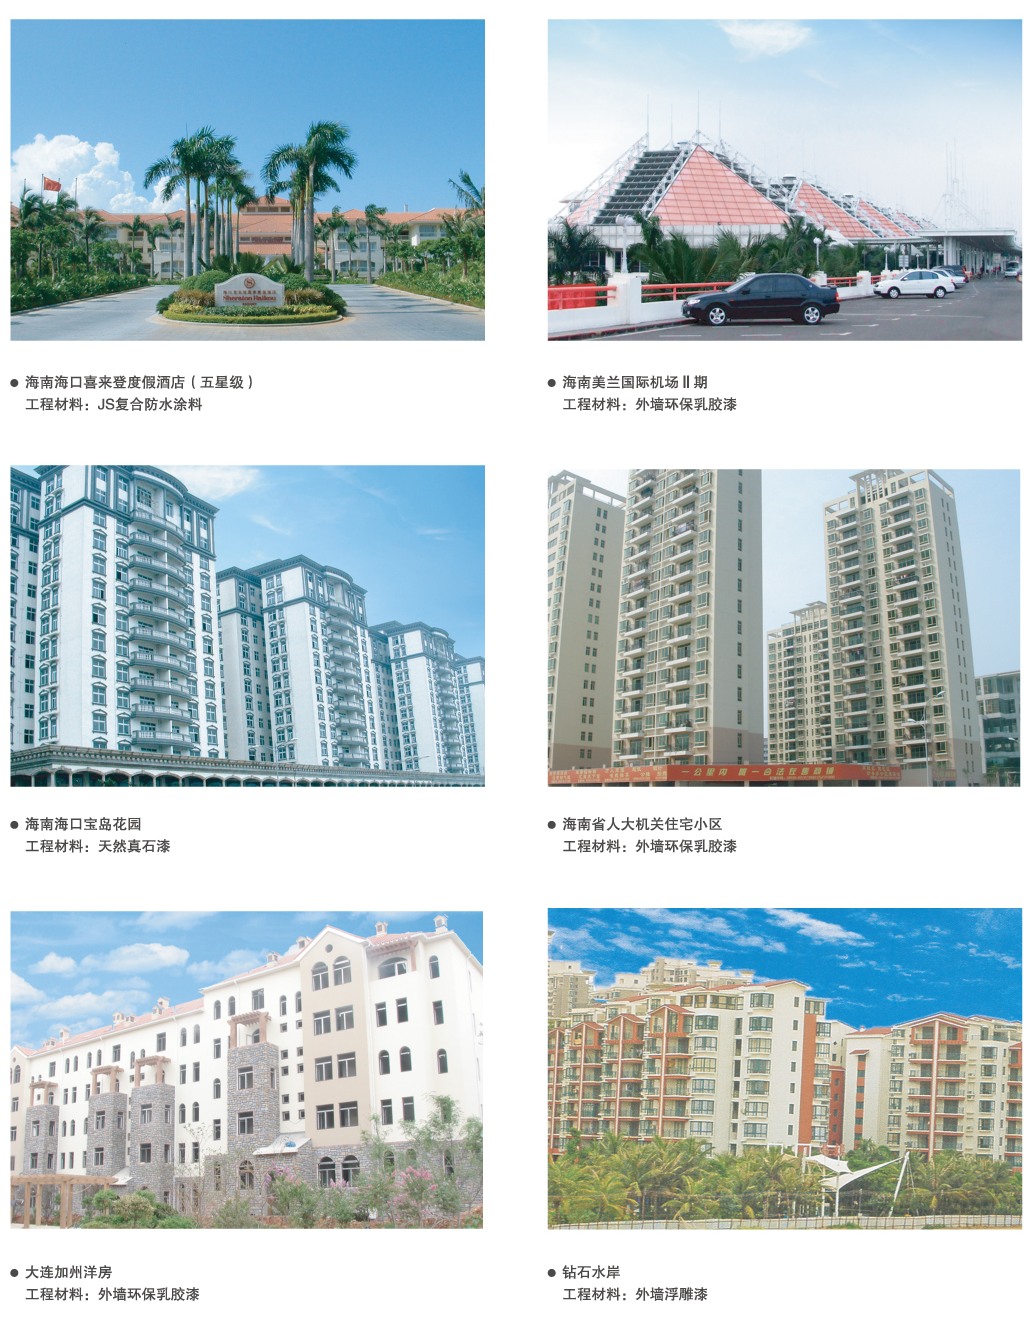 Sheraton Haikou
● 海南海口喜来登度假酒店（五星级）
工程材料：JS复合防水涂料
● 海南美兰国际机场Ⅱ期
工程材料：外墙环保乳胶漆
● 海南海口宝岛花园
工程材料：天然真石漆
● 海南省人大机关住宅小区
工程材料：外墙环保乳胶漆
● 大连加州洋房
工程材料：外墙环保乳胶漆
● 钻石水岸
工程材料：外墙浮雕漆